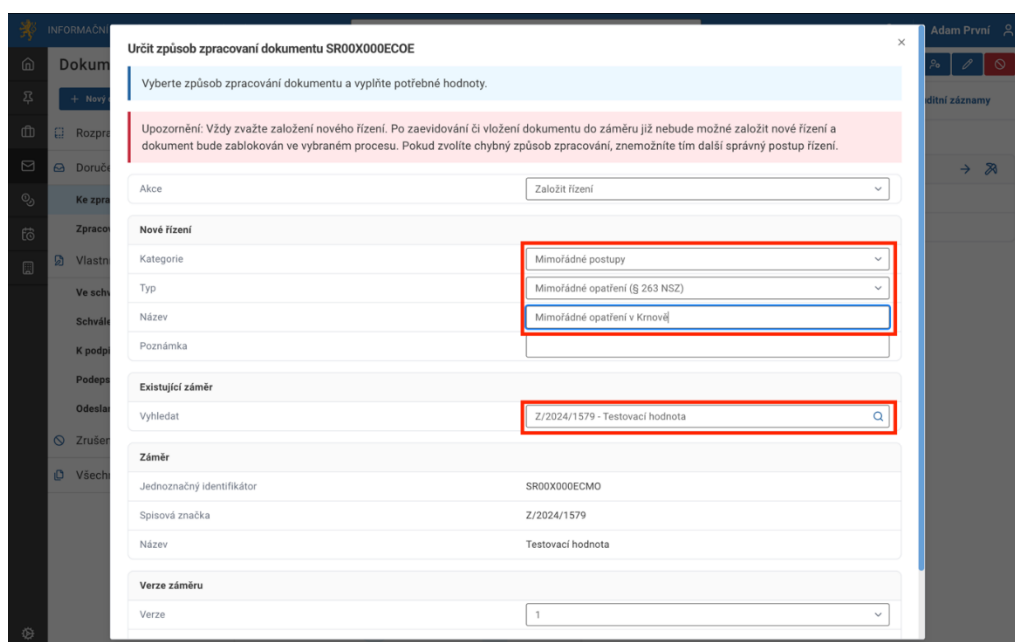 INFORMAČNÍ
Adam První
Dokum
+ Nový
ditní záznamy
Rozpra
Doruče
Ke zpra
Zpracov
Vlastn
Ve schv
Schvále
K podpi
Podeps
Odeslan
Zrušen
Všechn
Určit způsob zpracovaní dokumentu SR00X000ECOE
Vyberte způsob zpracování dokumentu a vyplňte potřebné hodnoty.
Upozornění: Vždy zvažte založení nového řízení. Po zaevidování či vložení dokumentu do záměru již nebude možné založit nové řízení a
dokument bude zablokován ve vybraném procesu. Pokud zvolíte chybný způsob zpracování, znemožníte tím další správný postup řízení.
Akce Založit řízení
Nové řízení
Kategorie Mimořádné postupy
Typ Mimořádné opatření (§ 263 NSZ)
Název Mimořádné opatření v Krnově
Poznámka
Existující záměr
Vyhledat Z/2024/1579 - Testovací hodnota
Záměr
Jednoznačný identifikátor SR00X000ECMO
Spisová značka Z/2024/1579
Název Testovací hodnota
Verze záměru
Verze 1